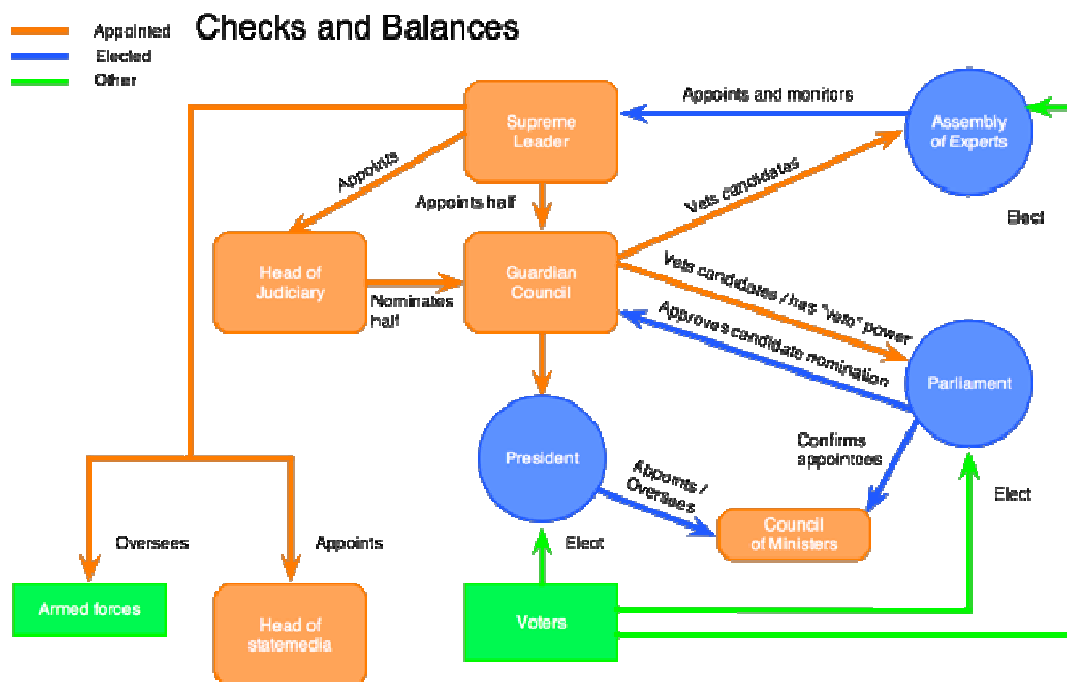 Checks and Balances
Appointed
Elected
Other
Supreme
Leader
Appoints and monitors
Assembly
of Experts
Appoints
Appoints half
Vets candidates
Elect
Head of
Judiciary
Nominates
half
Guardian
Council
Vets candidates / has "veto" power
Approves candidate nomination
Parliament
President
Confirms
appointees
Appoints /
Oversees
Council
of Ministers
Elect
Oversees
Appoints
Elect
Armed forces
Head of
statemedia
Voters